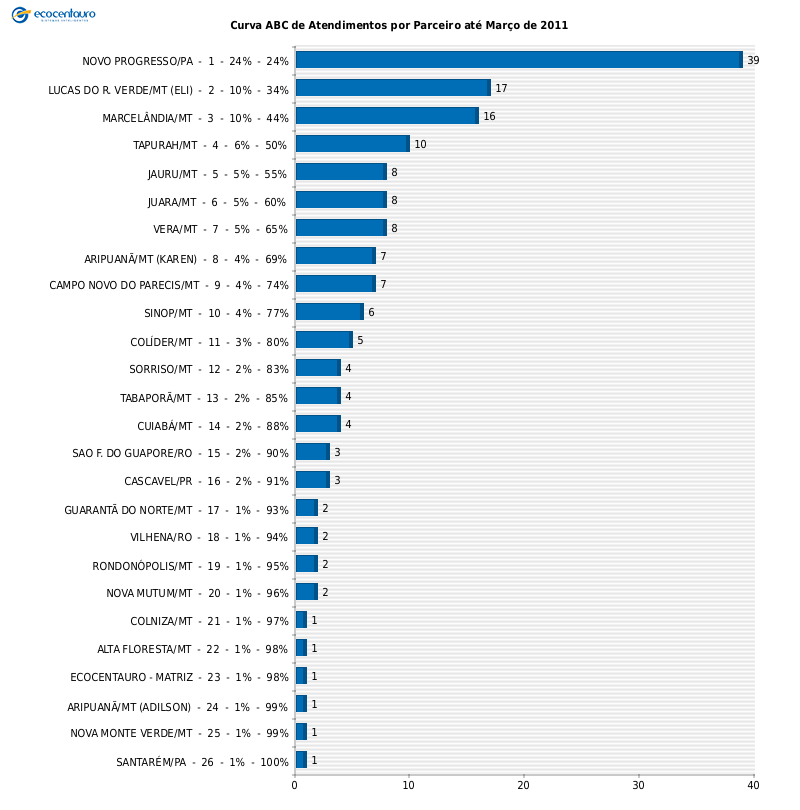 ecocentauro
Curva ABC de Atendimentos por Parceiro até Março de 2011
NOVO PROGRESSO/PA - 1 - 24% - 24% 39
LUCAS DO R. VERDE/MT (ELI) - 2 - 10% - 34% 17
MARCELÂNDIA/MT - 3 - 10% - 44% 16
TAPURAH/MT - 4 - 6% - 50% 10
JAURU/MT - 5 - 5% - 55% 8
JUARA/MT - 6 - 5% - 60% 8
VERA/MT - 7 - 5% - 65% 8
ARIPUANÃ/MT (KAREN) - 8 - 4% - 69% 7
CAMPO NOVO DO PARECIS/MT - 9 - 4% - 74% 7
SINOP/MT - 10 - 4% - 77% 6
COLÍDER/MT - 11 - 3% - 80% 5
SORRISO/MT - 12 - 2% - 83% 4
TABAPORÃ/MT - 13 - 2% - 85% 4
CUIABÁ/MT - 14 - 2% - 88% 4
SAO F. DO GUAPORE/RO - 15 - 2% - 90% 3
CASCAVEL/PR - 16 - 2% - 91% 3
GUARANTÃ DO NORTE/MT - 17 - 1% - 93% 2
VILHENA/RO - 18 - 1% - 94% 2
RONDONÓPOLIS/MT - 19 - 1% - 95% 2
NOVA MUTUM/MT - 20 - 1% - 96% 2
COLNIZA/MT - 21 - 1% - 97% 1
ALTA FLORESTA/MT - 22 - 1% - 98% 1
ECOCENTAURO - MATRIZ - 23 - 1% - 98% 1
ARIPUANÃ/MT (ADILSON) - 24 - 1% - 99% 1
NOVA MONTE VERDE/MT - 25 - 1% - 99% 1
SANTARÉM/PA - 26 - 1% - 100% 1
0 10 20 30 40